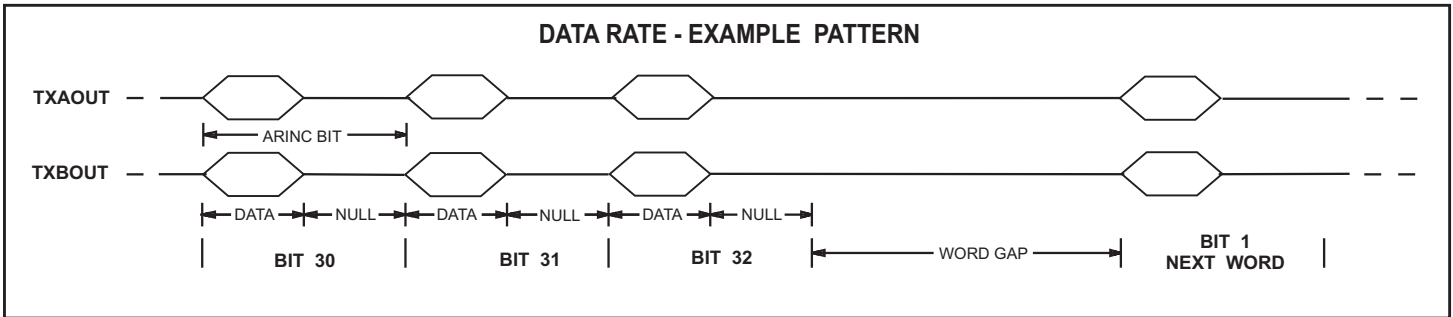 DATA RATE - EXAMPLE PATTERN
TXAOUT
ARINC BIT
TXBOUT
DATA NULL DATA NULL DATA NULL
BIT 30 BIT 31 BIT 32 WORD GAP BIT 1
NEXT WORD